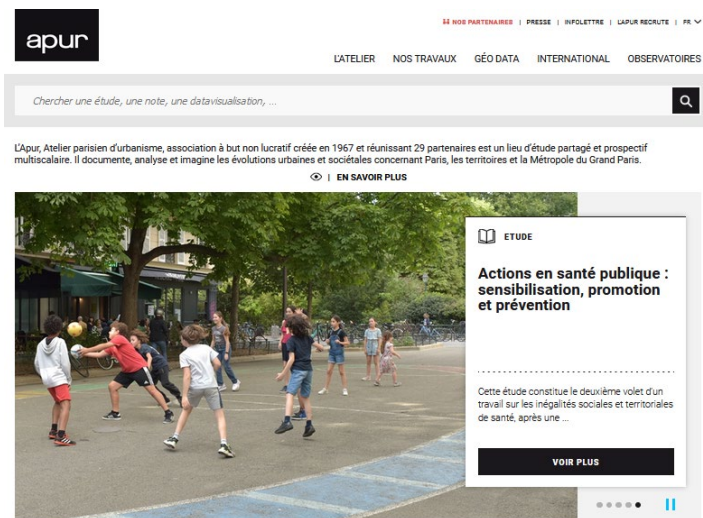 apur
NOS PARTENAIRES | PRESSE | INFOLETTRE | L'APUR RECRUTE | FR
L'ATELIER NOS TRAVAUX GÉO DATA INTERNATIONAL OBSERVATOIRES
Chercher une étude, une note, une datavisualisation, ...
L'Apur, Atelier parisien d'urbanisme, association à but non lucratif créée en 1967 et réunissant 29 partenaires est un lieu d'étude partagé et prospectif
multiscalaire. Il documente, analyse et imagine les évolutions urbaines et sociétales concernant Paris, les territoires et la Métropole du Grand Paris.
| EN SAVOIR PLUS
ETUDE
Actions en santé publique :
sensibilisation, promotion
et prévention
Cette étude constitue le deuxième volet d'un
travail sur les inégalités sociales et territoriales
de santé, après une ...
VOIR PLUS